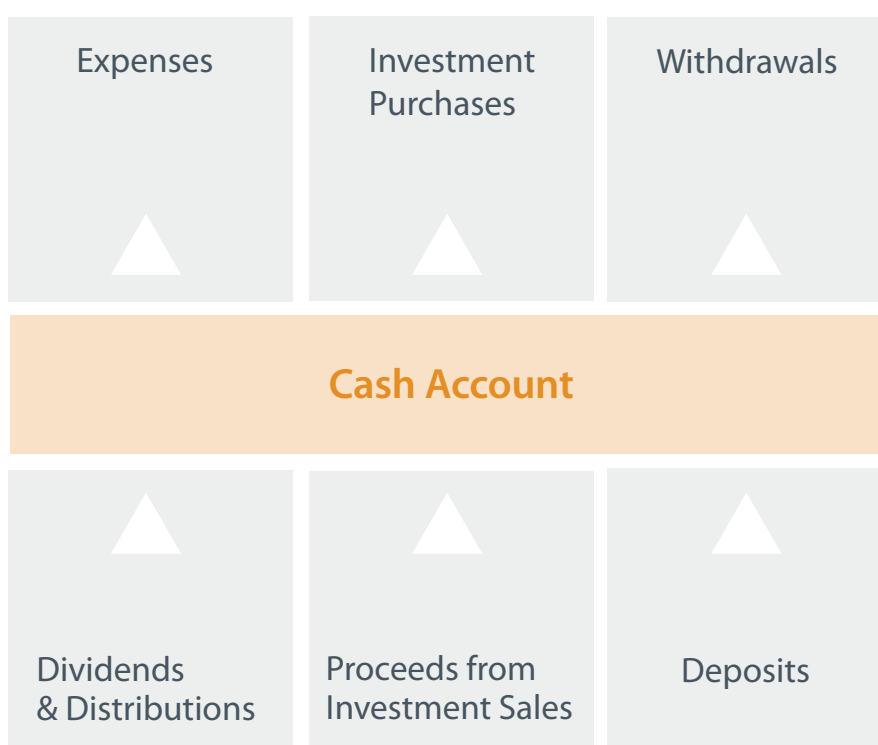 Expenses
Investment
Purchases
Withdrawals
Cash Account
Dividends
& Distributions
Proceeds from
Investment Sales
Deposits